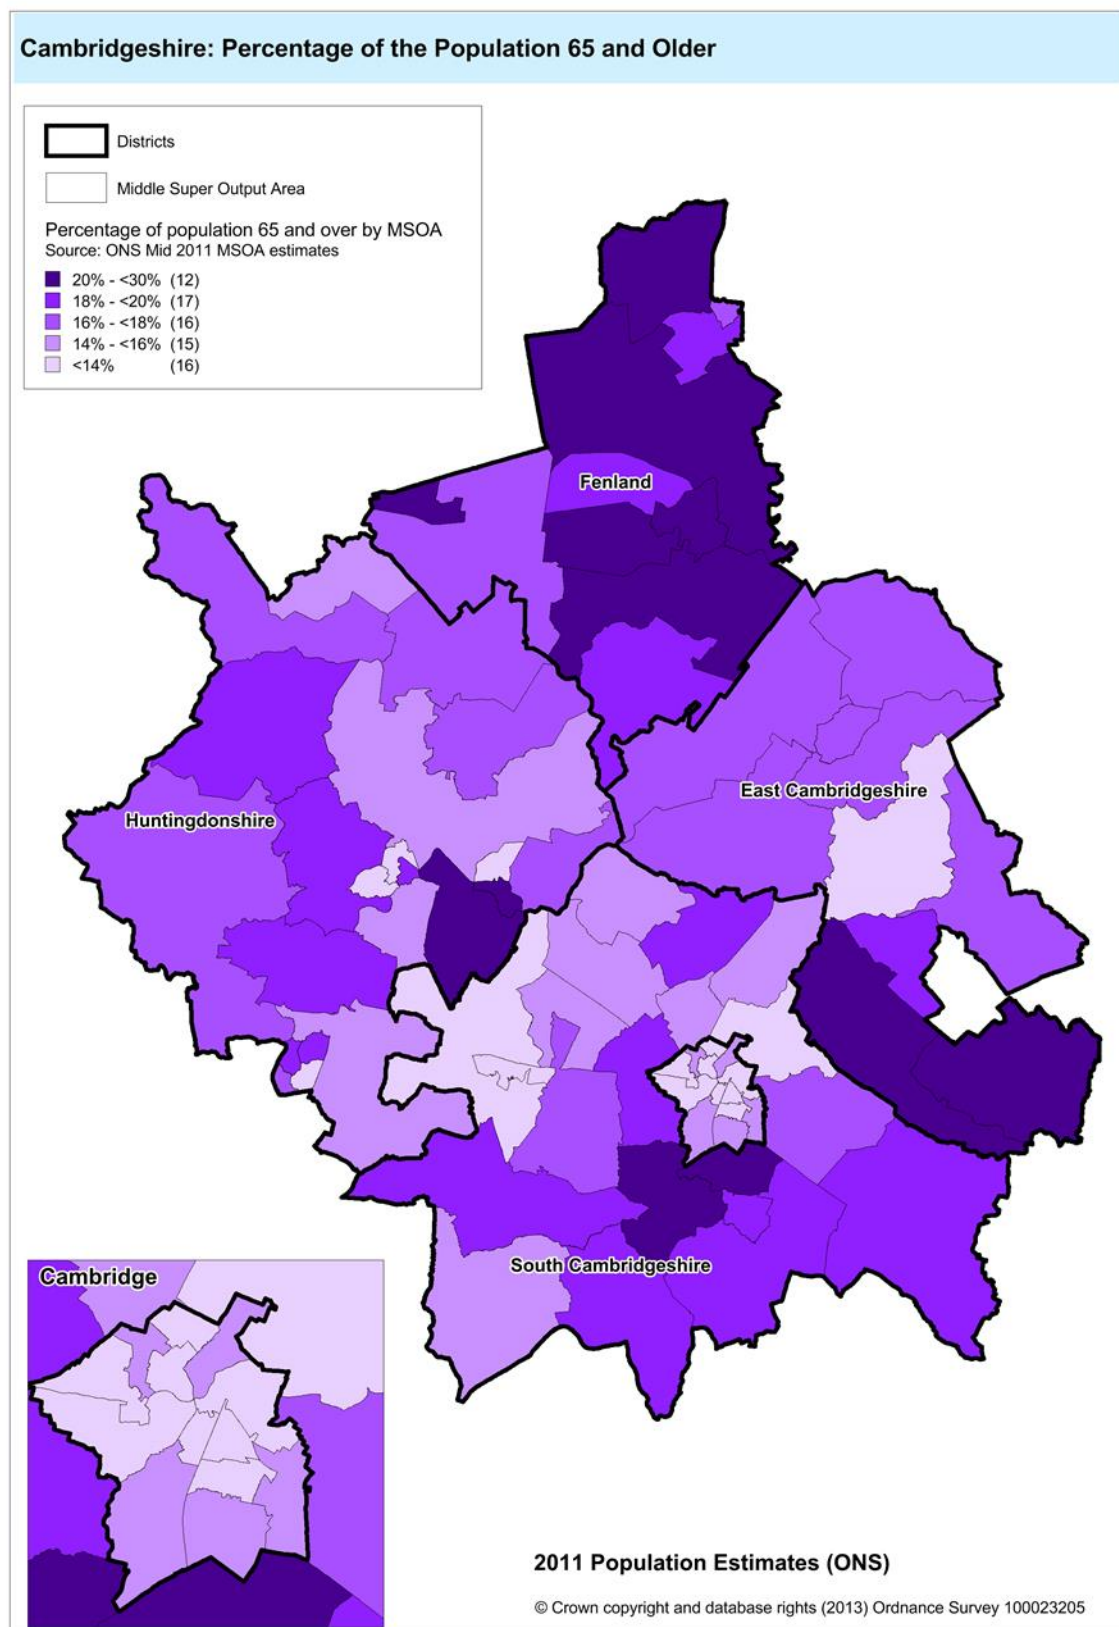 Cambridgeshire: Percentage of the Population 65 and Older
Districts
Middle Super Output Area
Percentage of population 65 and over by MSOA
Source: ONS Mid 2011 MSOA estimates
20% - <30% (12)
18% - <20% (17)
16% - <18% (16)
14% - <16% (15)
<14% (16)
Fenland
East Cambridgeshire
Huntingdonshire
South Cambridgeshire
Cambridge
2011 Population Estimates (ONS)
© Crown copyright and database rights (2013) Ordnance Survey 100023205